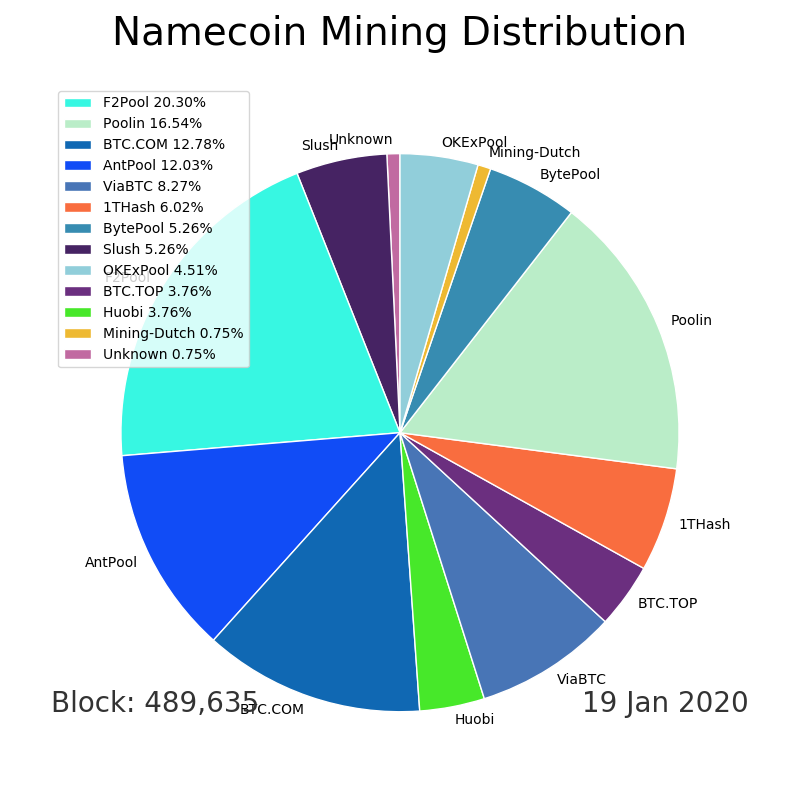 Namecoin Mining Distribution
F2Pool 20.30%
Poolin 16.54%
BTC.COM 12.78%
AntPool 12.03%
ViaBTC 8.27%
1THash 6.02%
BytePool 5.26%
Slush 5.26%
OKExPool 4.51%
BTC.TOP 3.76%
Huobi 3.76%
Mining-Dutch 0.75%
Unknown 0.75%
Unknown
Slush
OKExPool
Mining-Dutch
BytePool
F2Pool
Poolin
1THash
AntPool
BTC.TOP
ViaBTC
BTC.COM
Huobi
Block: 489,635
19 Jan 2020